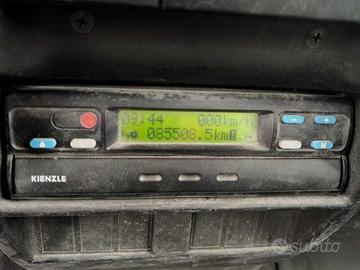 09:44 000km/h
085508.5km
- +
M
KIENZLE
subito